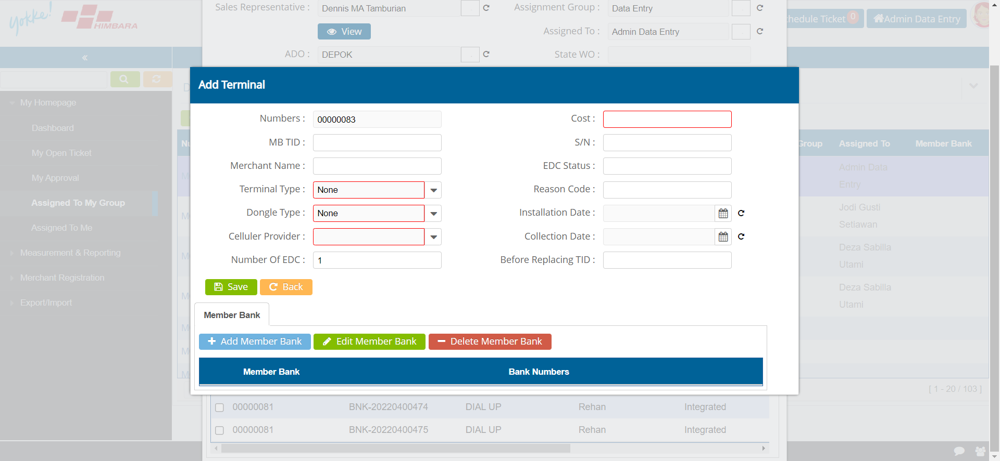 yokke!
HIMBARA
Sales Representative :
Dennis MA Tamburian
Assignment Group :
Data Entry
View
Assigned To :
Admin Data Entry
ADO :
DEPOK
State WO :
hedule Ticket
0
Admin Data Entry
«
My Homepage
Dashboard
My Open Ticket
My Approval
Assigned To My Group
Assigned To Me
Measurement & Reporting
Merchant Registration
Export/Import
Add Terminal
Numbers :
00000083
Cost :
MB TID :
S/N :
Merchant Name :
EDC Status :
Terminal Type :
None
Reason Code :
Dongle Type :
None
Installation Date :
Celluler Provider :
Collection Date :
Number Of EDC :
1
Before Replacing TID :
Save
Back
Member Bank
Add Member Bank
Edit Member Bank
Delete Member Bank
Member Bank
Bank Numbers
Group
Assigned To
Member Bank
Admin Data
Entry
Jodi Gusti
Setiawan
Deza Sabilla
Utami
Deza Sabilla
Utami
[ 1 - 20 / 103 ]
00000081
BNK-20220400474
DIAL UP
Rehan
Integrated
00000081
BNK-20220400475
DIAL UP
Rehan
Integrated